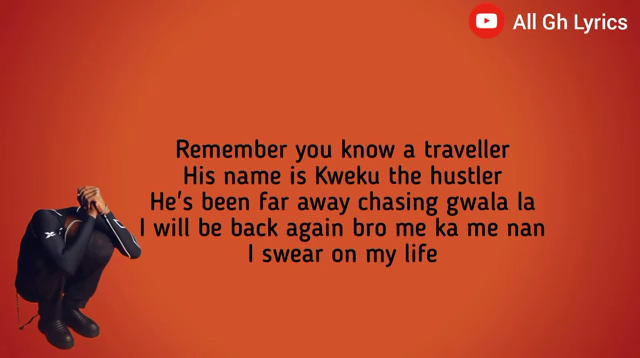 All Gh Lyrics
Remember you know a traveller
His name is Kweku the hustler
He's been far away chasing gwala la
I will be back again bro me ka me nan
I swear on my life